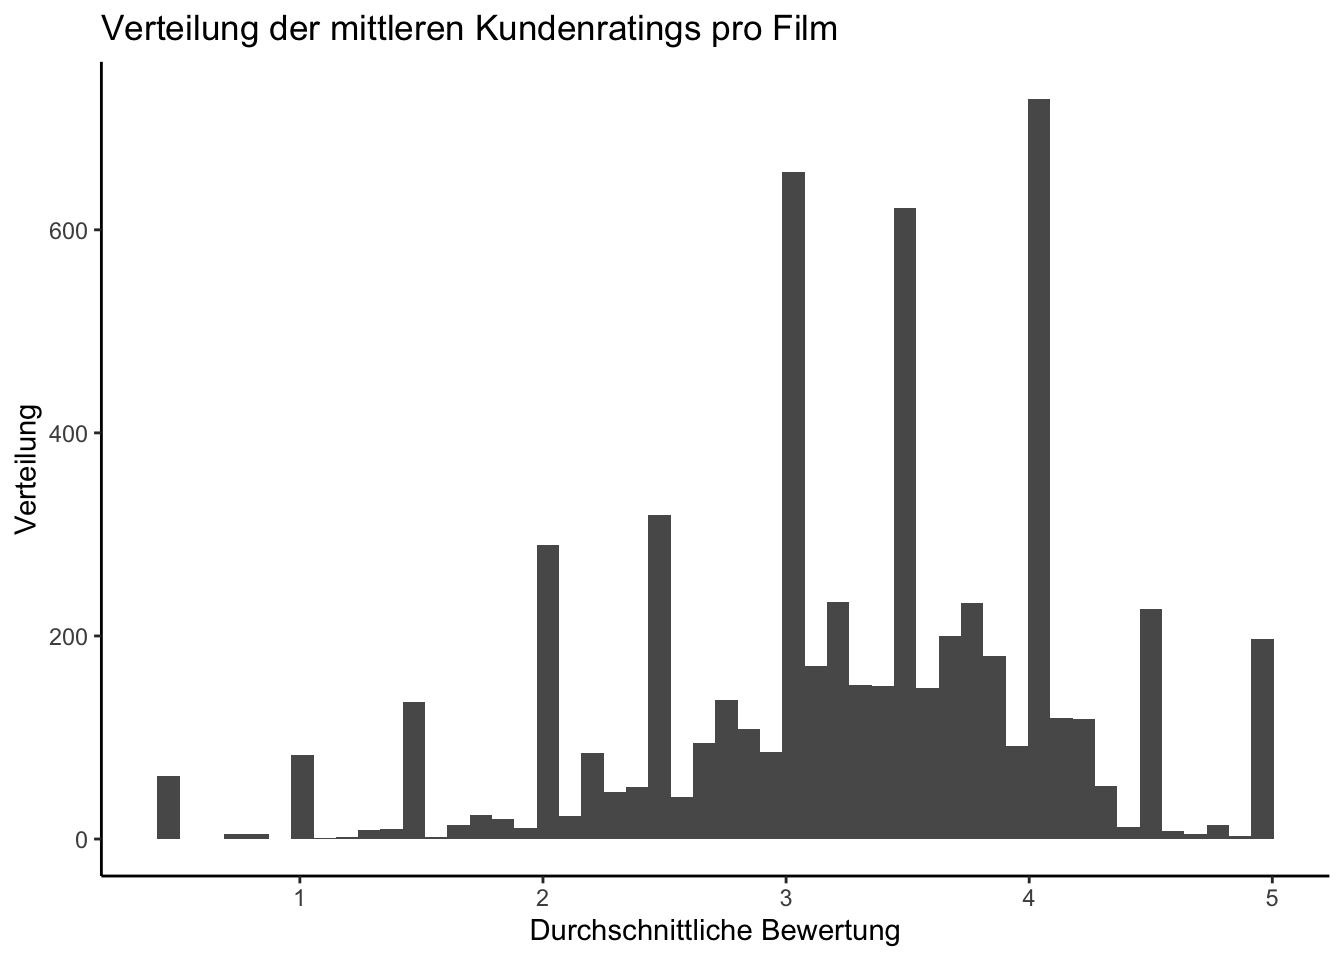 Verteilung der mittleren Kundenratings pro Film
Verteilung
600
400
200
0
1 2 3 4 5
Durchschnittliche Bewertung